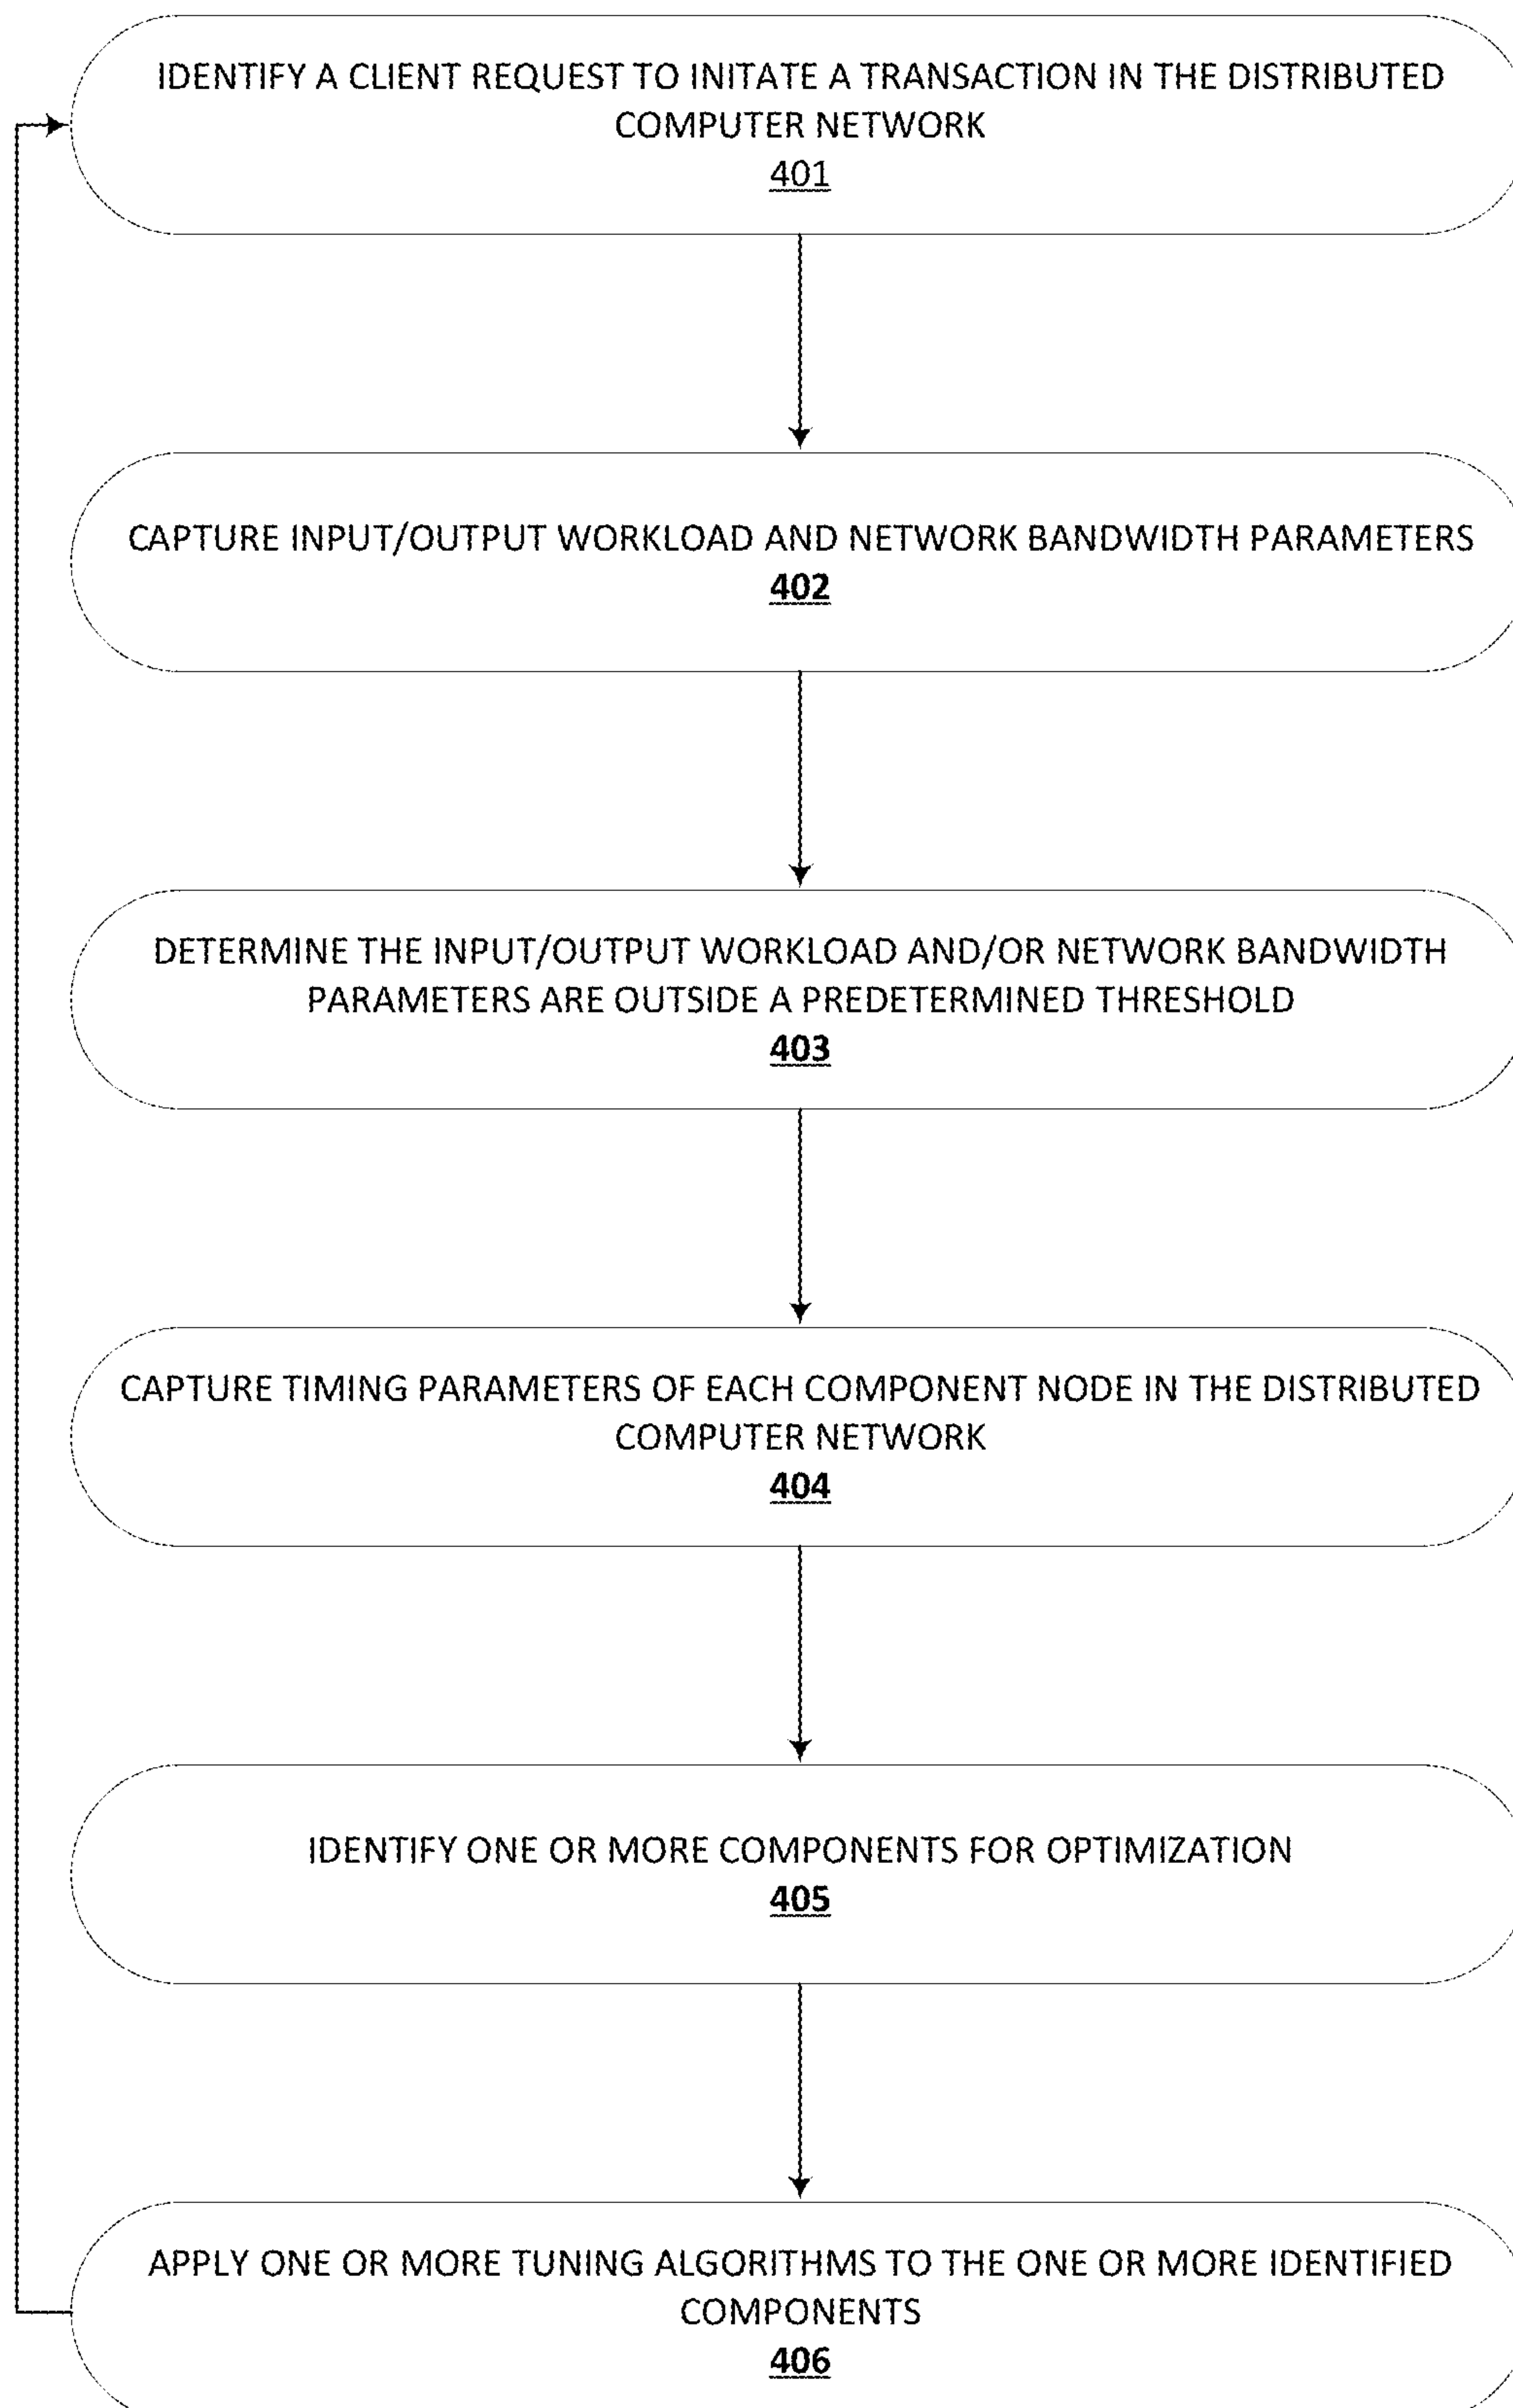 IDENTIFY A CLIENT REQUEST TO INITATE A TRANSACTION IN THE DISTRIBUTED
COMPUTER NETWORK
401
CAPTURE INPUT/OUTPUT WORKLOAD AND NETWORK BANDWIDTH PARAMETERS
402
DETERMINE THE INPUT/OUTPUT WORKLOAD AND/OR NETWORK BANDWIDTH
PARAMETERS ARE OUTSIDE A PREDETERMINED THRESHOLD
403
CAPTURE TIMING PARAMETERS OF EACH COMPONENT NODE IN THE DISTRIBUTED
COMPUTER NETWORK
404
IDENTIFY ONE OR MORE COMPONENTS FOR OPTIMIZATION
405
APPLY ONE OR MORE TUNING ALGORITHMS TO THE ONE OR MORE IDENTIFIED
COMPONENTS
406